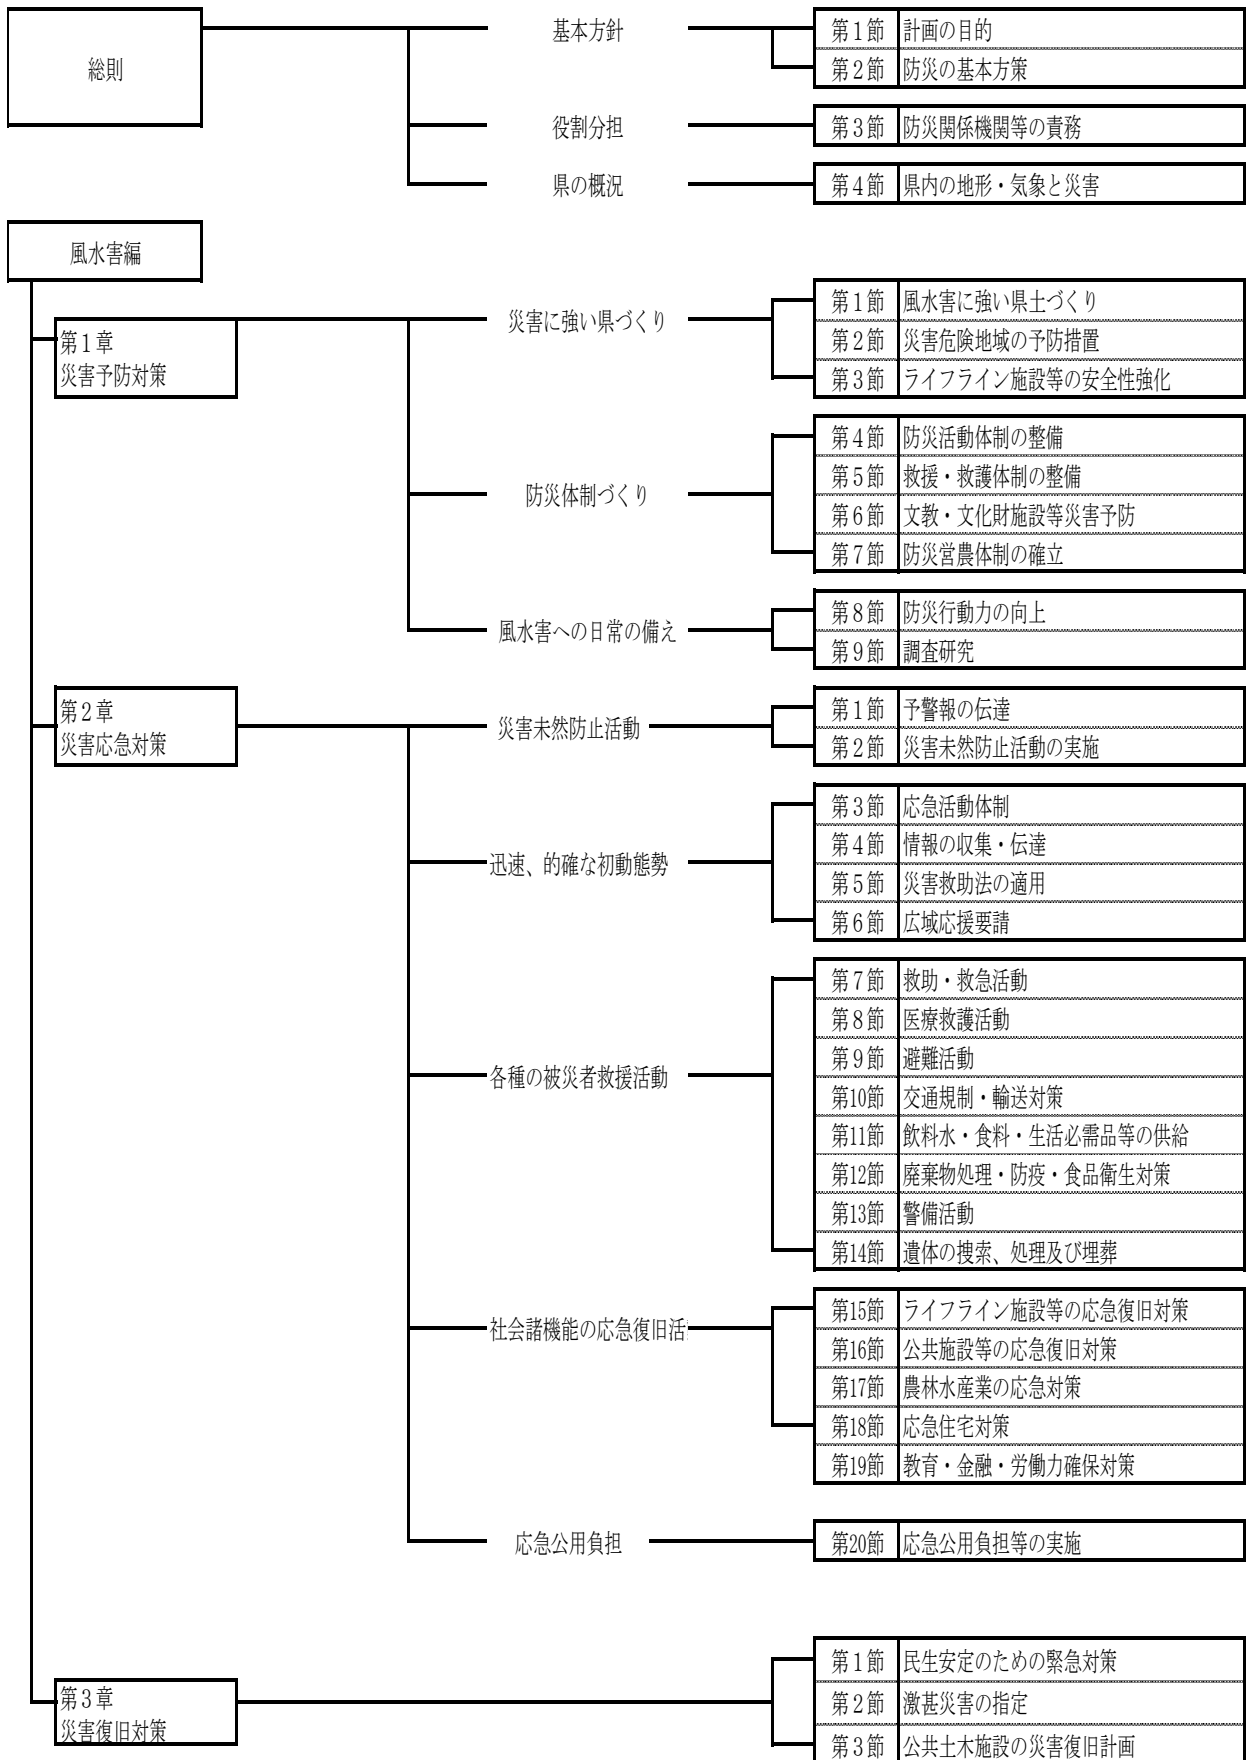 総則
基本方針
第1節 計画の目的
第2節 防災の基本方策
役割分担
第3節 防災関係機関等の責務
県の概況
第4節 県内の地形・気象と災害
風水害編
第1章
災害予防対策
災害に強い県づくり
第1節 風水害に強い県土づくり
第2節 災害危険地域の予防措置
第3節 ライフライン施設等の安全性強化
防災体制づくり
第4節 防災活動体制の整備
第5節 救援・救護体制の整備
第6節 文教・文化財施設等災害予防
第7節 防災営農体制の確立
風水害への日常の備え
第8節 防災行動力の向上
第9節 調査研究
第2章
災害応急対策
災害未然防止活動
第1節 予警報の伝達
第2節 災害未然防止活動の実施
迅速、的確な初動態勢
第3節 応急活動体制
第4節 情報の収集・伝達
第5節 災害救助法の適用
第6節 広域応援要請
各種の被災者救援活動
第7節 救助・救急活動
第8節 医療救護活動
第9節 避難活動
第10節 交通規制・輸送対策
第11節 飲料水・食料・生活必需品等の供給
第12節 廃棄物処理・防疫・食品衛生対策
第13節 警備活動
第14節 遺体の捜索、処理及び埋葬
社会諸機能の応急復旧活
第15節 ライフライン施設等の応急復旧対策
第16節 公共施設等の応急復旧対策
第17節 農林水産業の応急対策
第18節 応急住宅対策
第19節 教育・金融・労働力確保対策
応急公用負担
第20節 応急公用負担等の実施
第3章
災害復旧対策
第1節 民生安定のための緊急対策
第2節 激甚災害の指定
第3節 公共土木施設の災害復旧計画